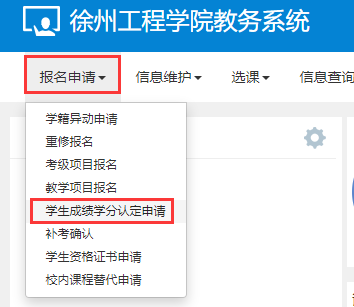 徐州工程学院教务系统
报名申请 信息维护 选课 信息查询
学籍异动申请
重修报名
考级项目报名
教学项目报名
学生成绩学分认定申请
补考确认
学生资格证书申请
校内课程替代申请